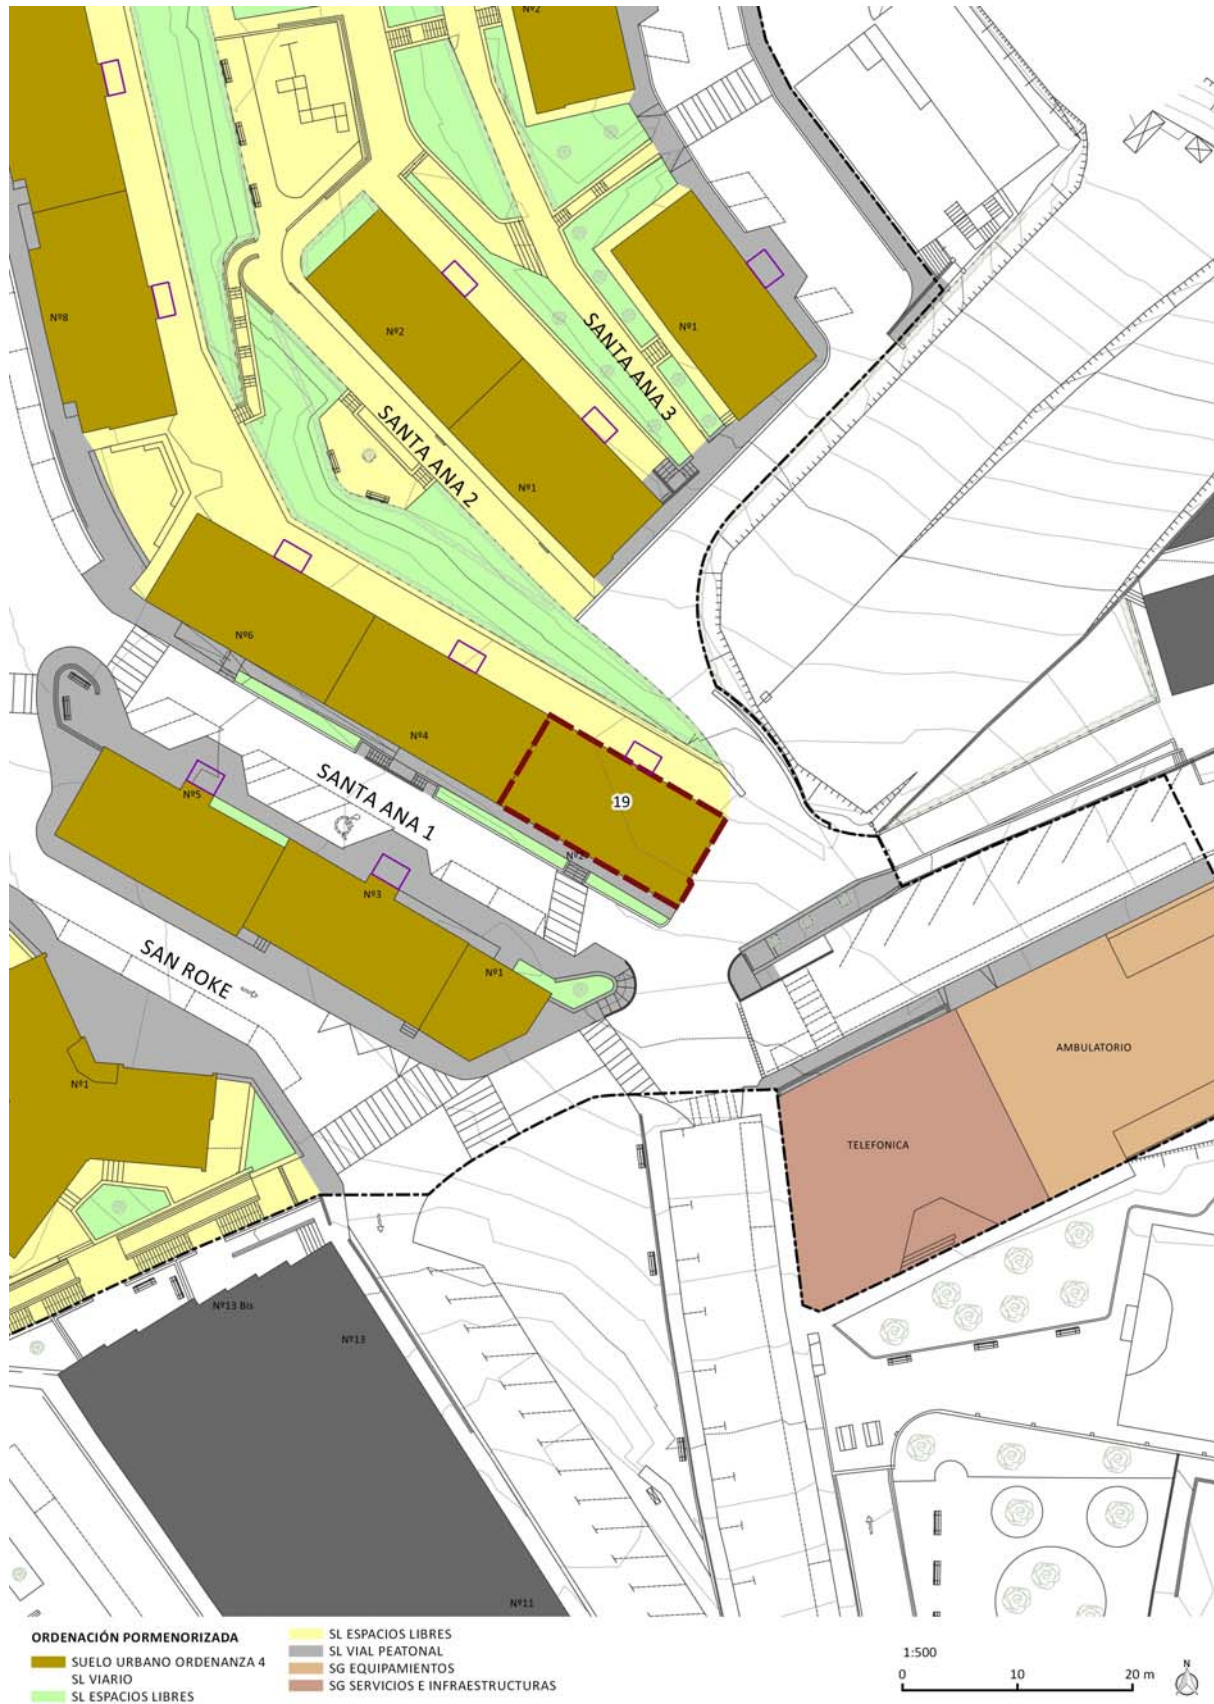 Nº2
Nº8
Nº2
Nº1
SANTA ANA 3
SANTA ANA 2
Nº1
Nº6
Nº4
SANTA ANA 1
19
Nº5
Nº2
Nº3
SAN ROKE
Nº1
Nº1
AMBULATORIO
TELEFONICA
Nº13 Bis
Nº13
Nº11
ORDENACIÓN PORMENORIZADA
SUELO URBANO ORDENANZA 4
SL VIARIO
SL ESPACIOS LIBRES
SL ESPACIOS LIBRES
SL VIAL PEATONAL
SG EQUIPAMIENTOS
SG SERVICIOS E INFRAESTRUCTURAS
1:500
0 10 20 m
N